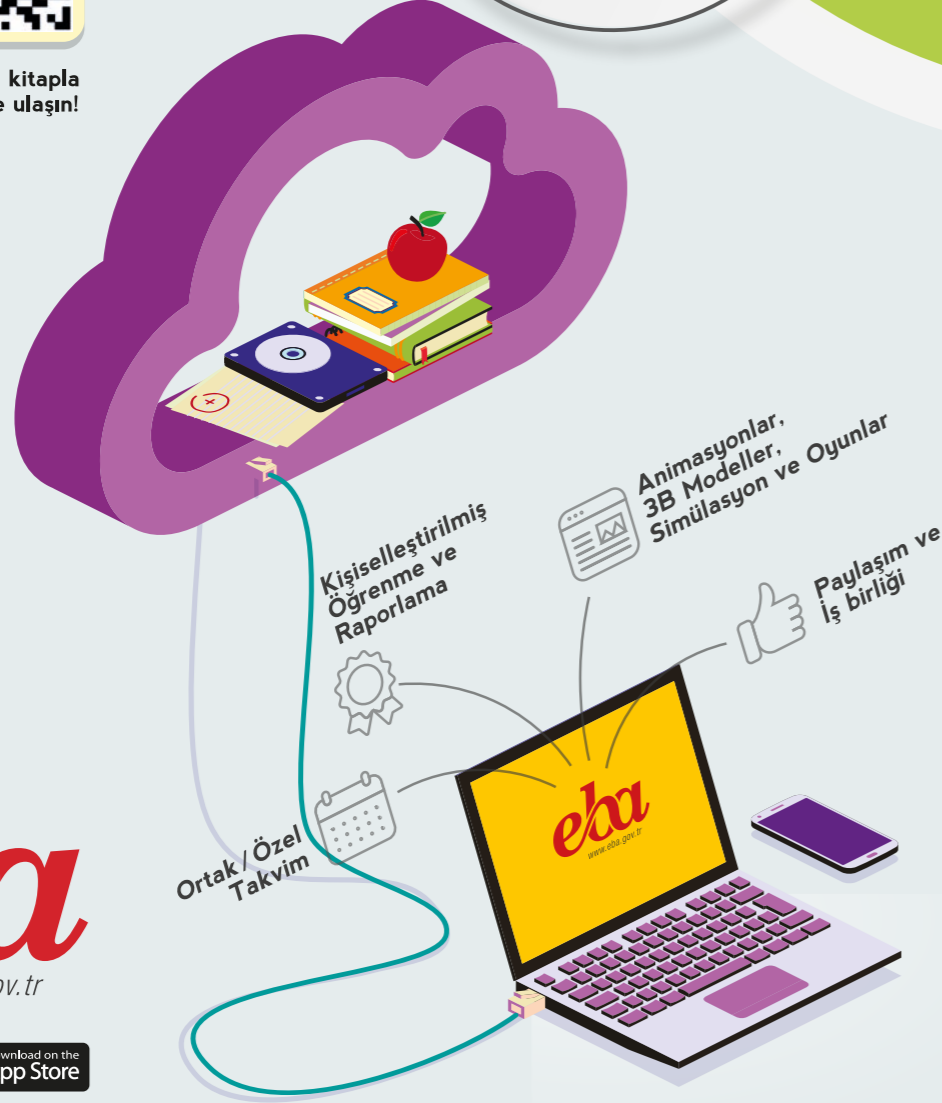 kitapla
ulaşın!
Animasyonlar,
3B Modeller,
Simülasyon ve Oyunlar
Kişiselleştirilmiş
Öğrenme ve
Raporlama
Paylaşım ve
İş birliği
eba
www.eba.gov.tr
Ortak / Özel
Takvim
a
ov.tr
wnload on the
pp Store